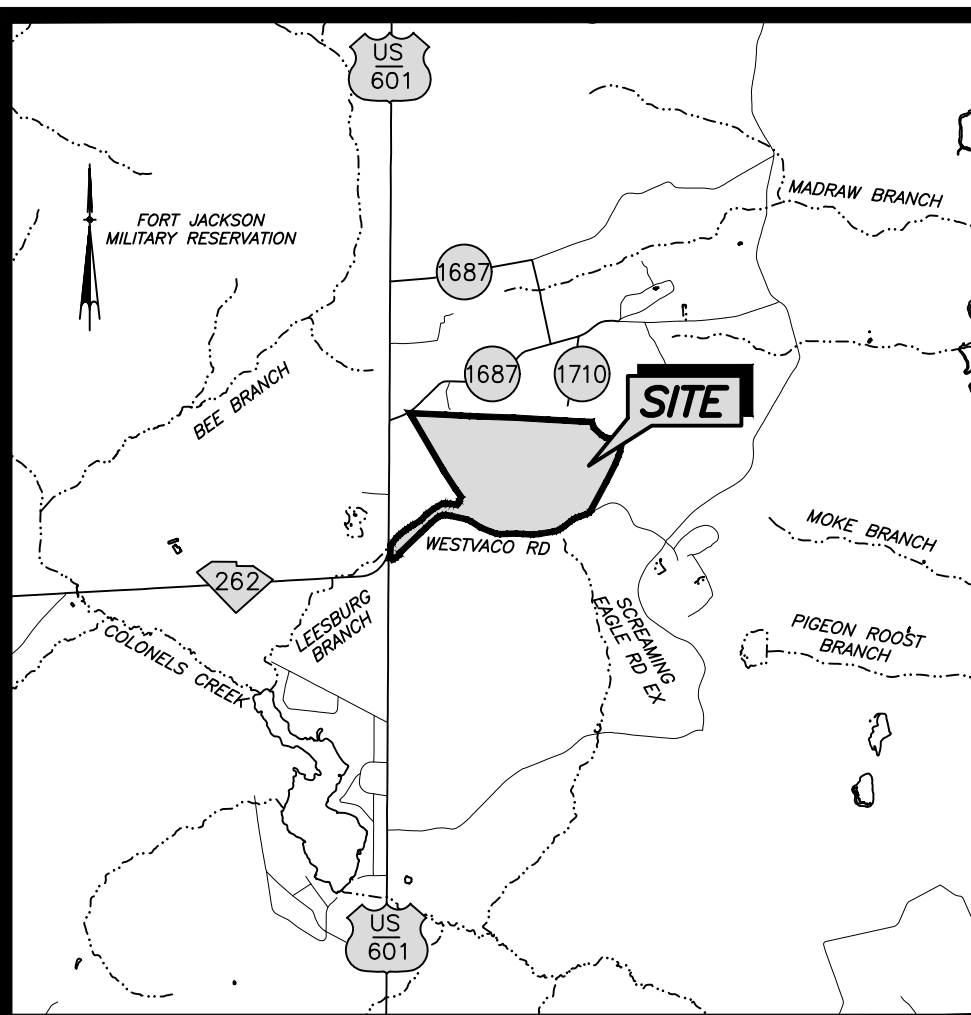 US
601
MADRAW BRANCH
FORT JACKSON
MILITARY RESERVATION
1687
1687
1710
SITE
BEE BRANCH
MOKE BRANCH
WESTVACO RD
262
LEESBURG
BRANCH
SCREAMING
EAGLE RD EX
PIGEON ROOST
BRANCH
COLONELS CREEK
US
601